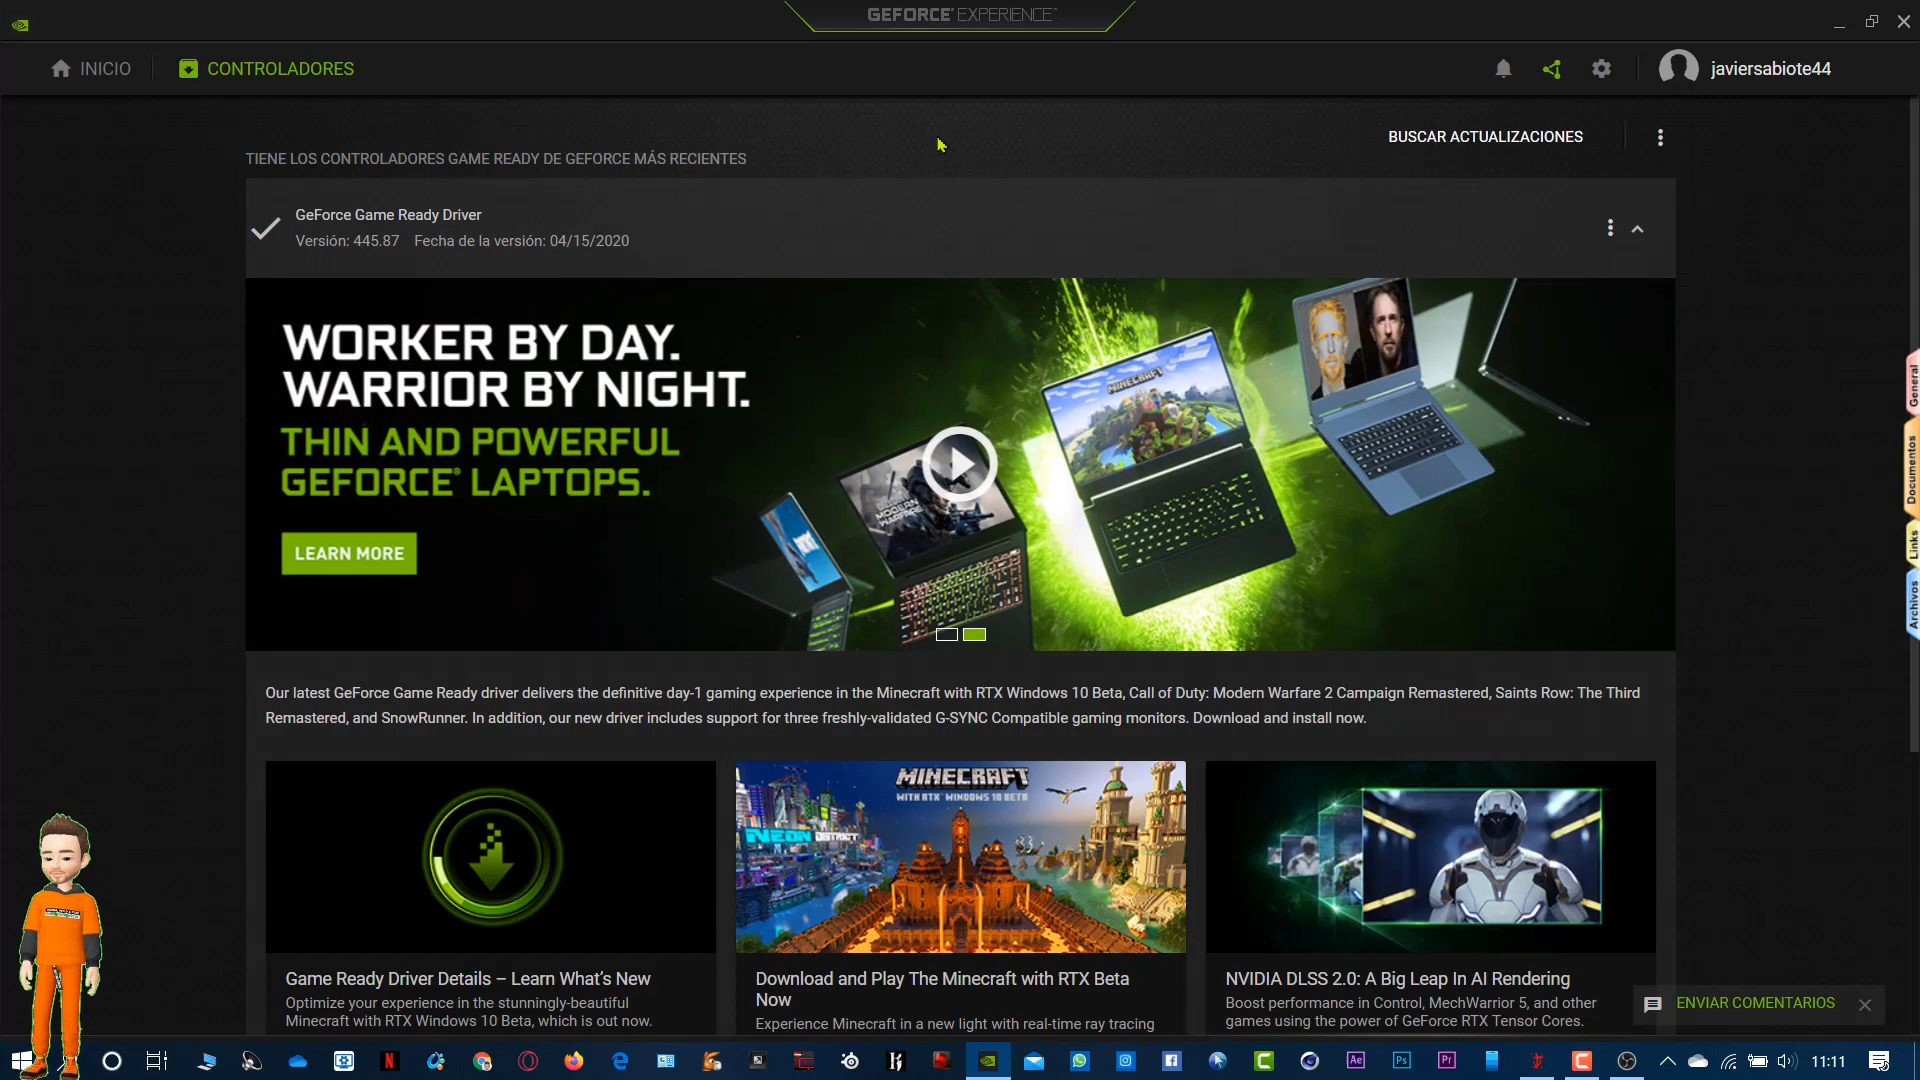 GEFORCE® EXPERIENCE™
INICIO
CONTROLADORES
javiersabiote44
BUSCAR ACTUALIZACIONES
TIENE LOS CONTROLADORES GAME READY DE GEFORCE MÁS RECIENTES
GeForce Game Ready Driver
Versión: 445.87 Fecha de la versión: 04/15/2020
WORKER BY DAY.
WARRIOR BY NIGHT.
THIN AND POWERFUL
GEFORCE® LAPTOPS.
LEARN MORE
MINECRAFT
MODERN
WARFARE
General
Documentos
Links
Archivos
Our latest GeForce Game Ready driver delivers the definitive day-1 gaming experience in the Minecraft with RTX Windows 10 Beta, Call of Duty: Modern Warfare 2 Campaign Remastered, Saints Row: The Third
Remastered, and SnowRunner. In addition, our new driver includes support for three freshly-validated G-SYNC Compatible gaming monitors. Download and install now.
MINECRAFT
WITH RTX WINDOWS 10 BETA
NEON DISTRICT
Game Ready Driver Details – Learn What's New
Optimize your experience in the stunningly-beautiful
Minecraft with RTX Windows 10 Beta, which is out now.
Download and Play The Minecraft with RTX Beta
Now
Experience Minecraft in a new light with real-time ray tracing
NVIDIA DLSS 2.0: A Big Leap In AI Rendering
Boost performance in Control, MechWarrior 5, and other
games using the power of GeForce RTX Tensor Cores.
ENVIAR COMENTARIOS
N
Ae
Ps
Pr
11:11